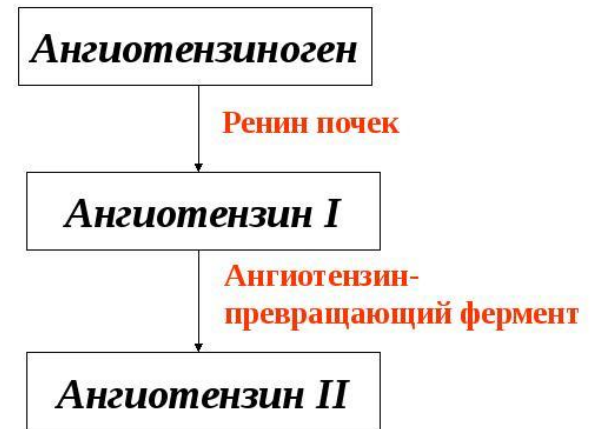 Ангиотензиноген
Ренин почек
Ангиотензин I
Ангиотензин-
превращающий фермент
Ангиотензин II